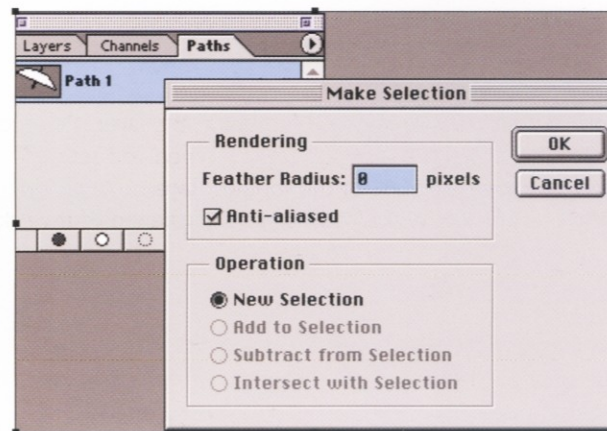 Layers Channels Paths
Path 1
Make Selection
Rendering
Feather Radius: 0 pixels
Anti-aliased
OK
Cancel
Operation
New Selection
Add to Selection
Subtract from Selection
Intersect with Selection